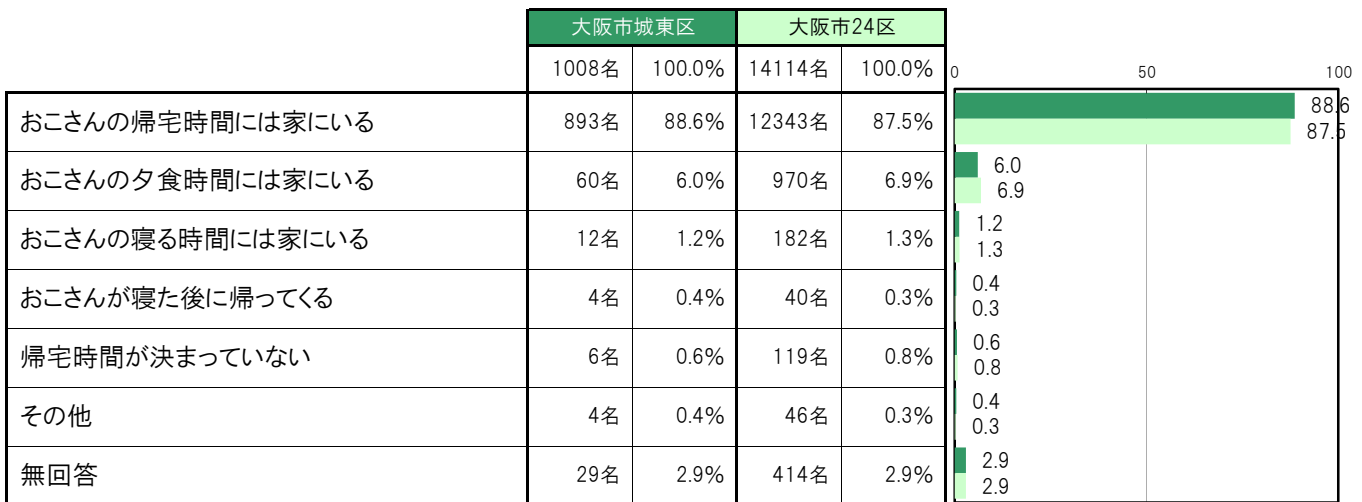 大阪市城東区 大阪市24区
1008名 100.0% 14114名 100.0% 0 50 100
おこさんの帰宅時間には家にいる 893名 88.6% 12343名 87.5% 88.6
87.5
おこさんの夕食時間には家にいる 60名 6.0% 970名 6.9% 6.0
6.9
おこさんの寝る時間には家にいる 12名 1.2% 182名 1.3% 1.2
1.3
おこさんが寝た後に帰ってくる 4名 0.4% 40名 0.3% 0.4
0.3
帰宅時間が決まっていない 6名 0.6% 119名 0.8% 0.6
0.8
その他 4名 0.4% 46名 0.3% 0.4
0.3
無回答 29名 2.9% 414名 2.9% 2.9
2.9